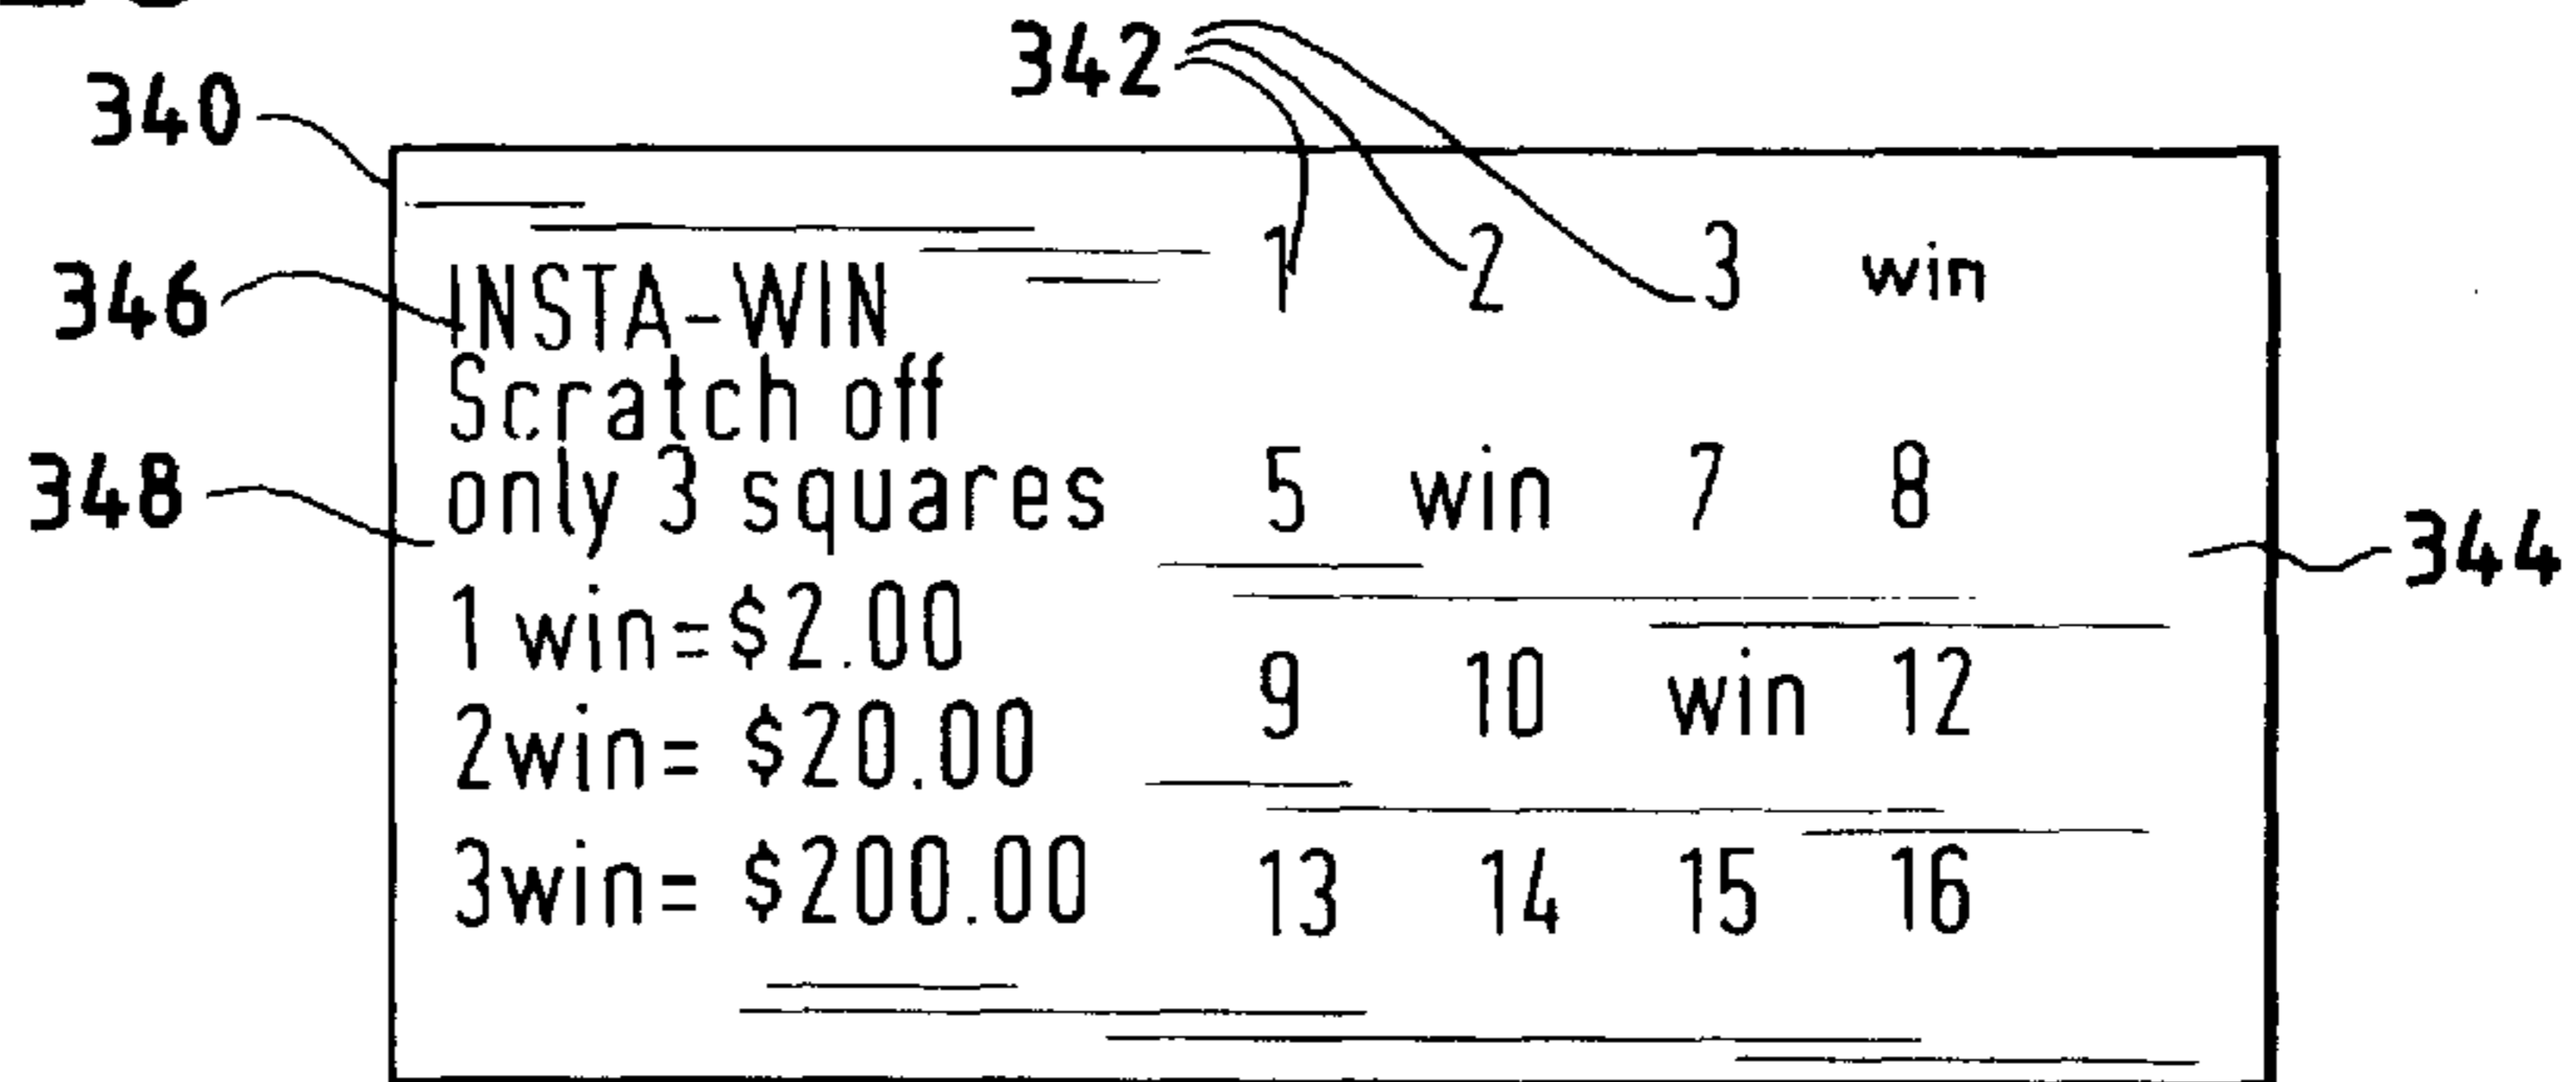 342
340
1 2 3 win
346
INSTA-WIN
Scratch off
348
only 3 squares
5 win 7 8
344
1 win=$2.00
9 10 win 12
2win= $20.00
3win= $200.00
13 14 15 16